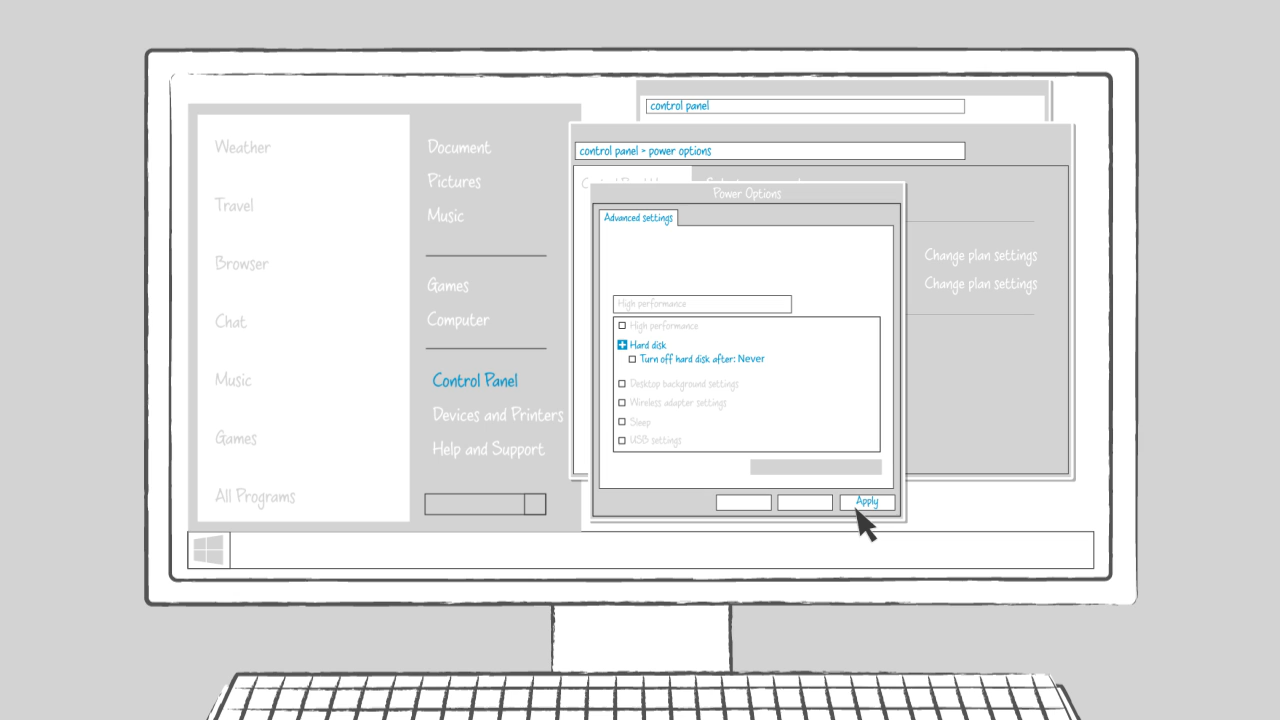 Weather
Travel
Browser
Chat
Music
Games
All Programs
Document
Pictures
Music
Games
Computer
Control Panel
Devices and Printers
Help and Support
control panel
control panel > power options
Change plan settings
Change plan settings
Power Options
Advanced settings
High performance
High performance
Hard disk
Turn off hard disk after: Never
Desktop background settings
Wireless adapter settings
Sleep
USB settings
Apply